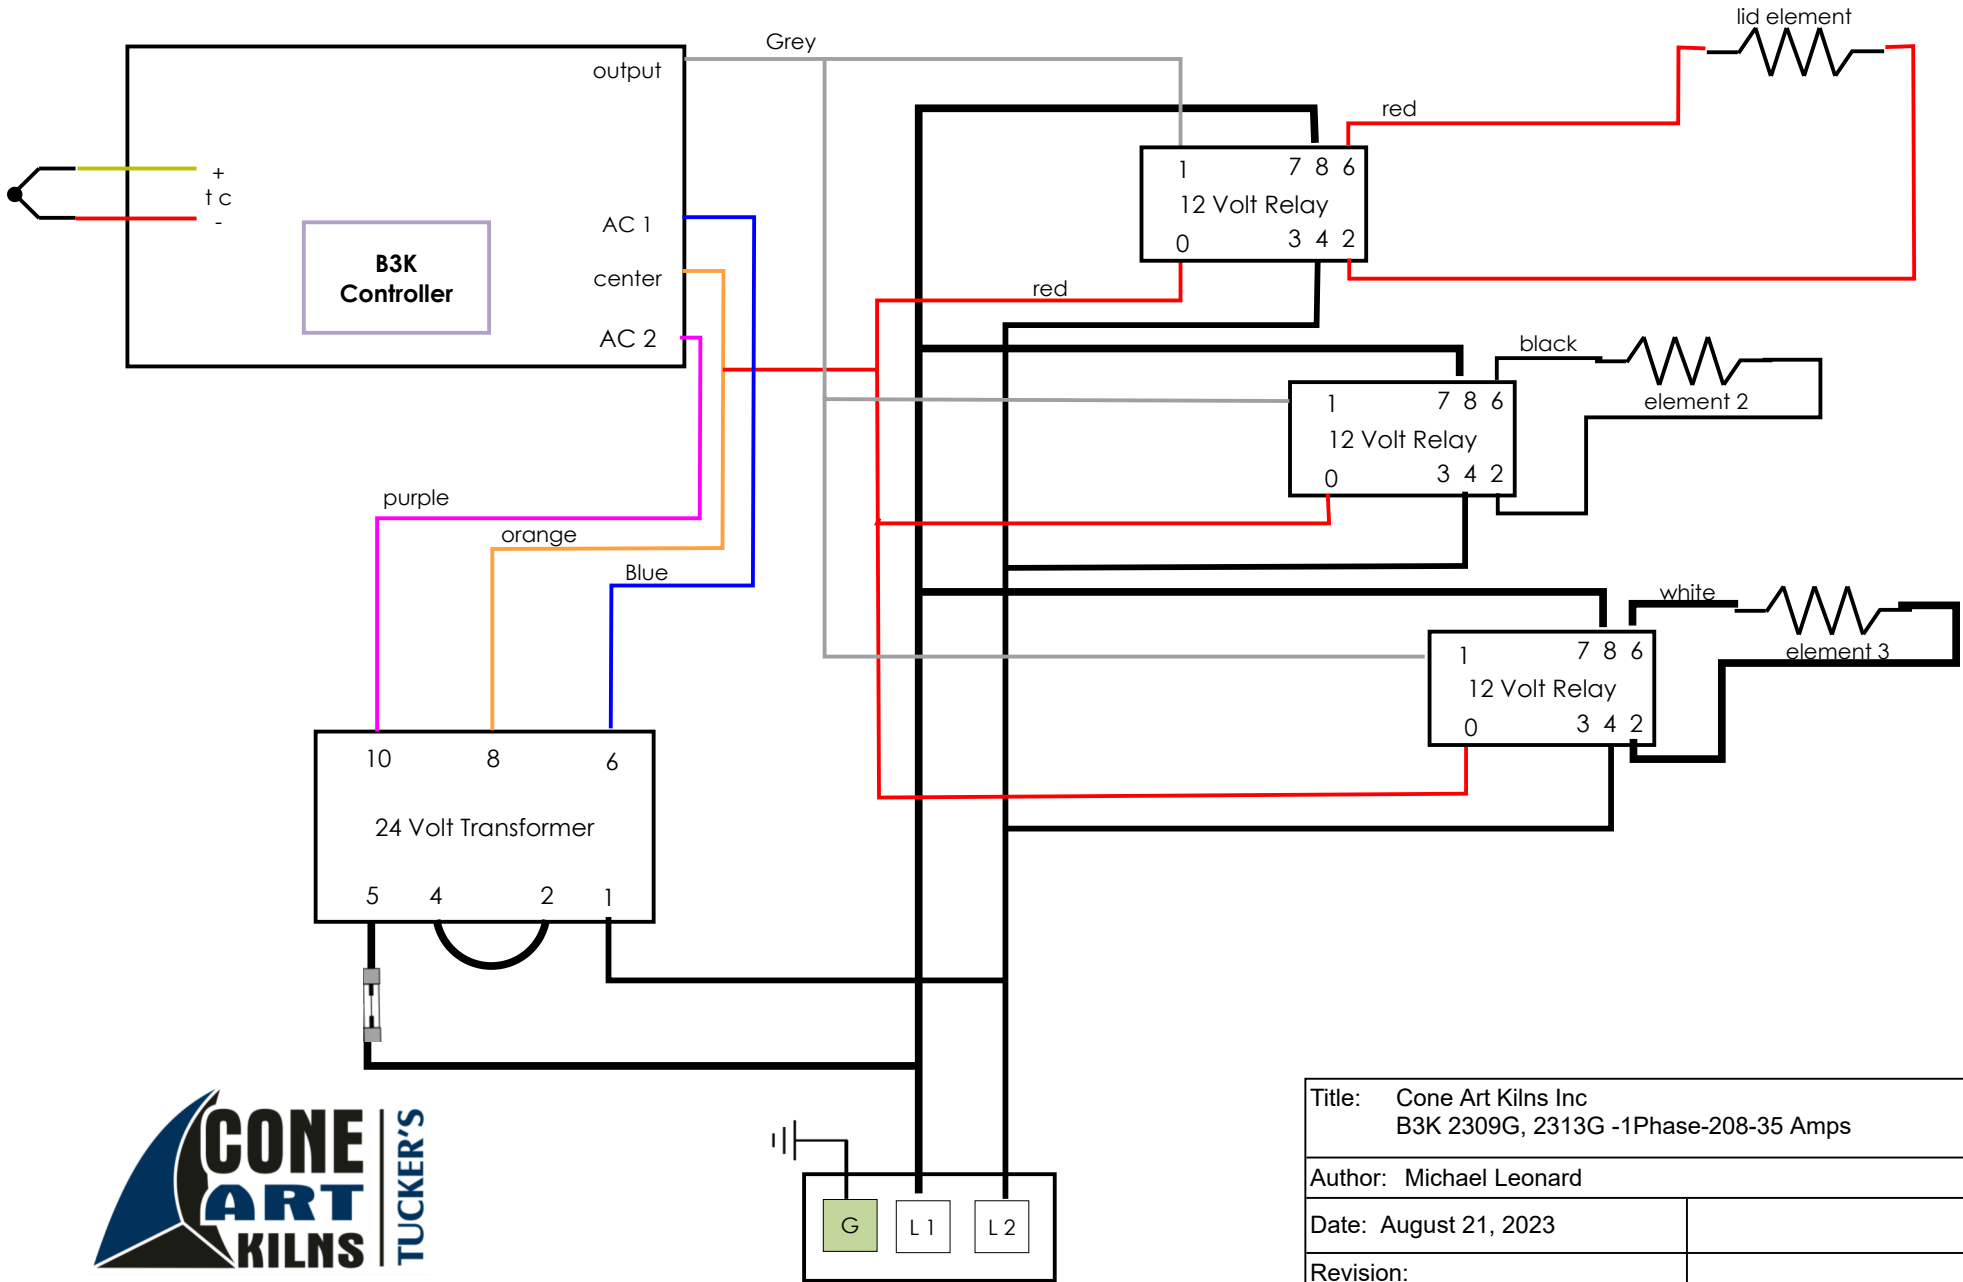 lid element
Grey
output
red
+
t c
-
1 7 8 6
12 Volt Relay
0 3 4 2
AC 1
B3K
Controller
center
AC 2
red
black
element 2
1 7 8 6
12 Volt Relay
0 3 4 2
purple
orange
Blue
white
element 3
1 7 8 6
12 Volt Relay
0 3 4 2
10 8 6
24 Volt Transformer
5 4 2 1
CONE
ART
KILNS
TUCKER'S
G L 1 L 2
Title: Cone Art Kilns Inc
B3K 2309G, 2313G -1Phase-208-35 Amps
Author: Michael Leonard
Date: August 21, 2023
Revision: